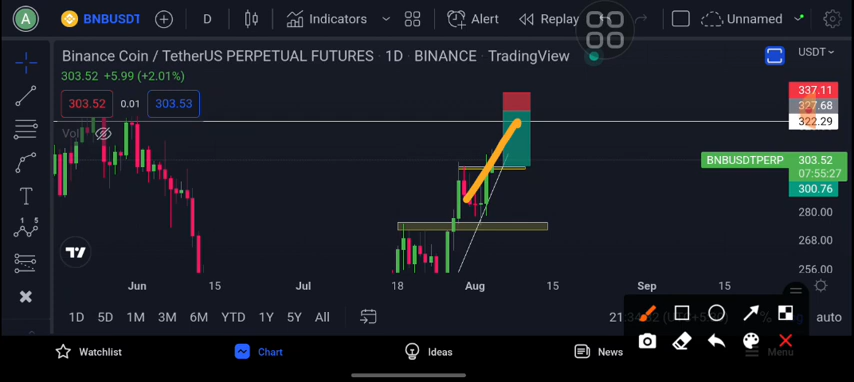 A BNBUSDT D Indicators Alert Replay Unnamed
Binance Coin / TetherUS PERPETUAL FUTURES · 1D · BINANCE · TradingView
USDT
303.52 +5.99 (+2.01%)
303.52 0.01 303.53
337.11
327.68
322.29
Vol
BNBUSDTPERP 303.52
07:55:27
300.76
280.00
268.00
256.00
Jun 15 Jul 18 Aug 15 Sep 15
1D 5D 1M 3M 6M YTD 1Y 5Y All
% auto
Watchlist Chart Ideas News Menu